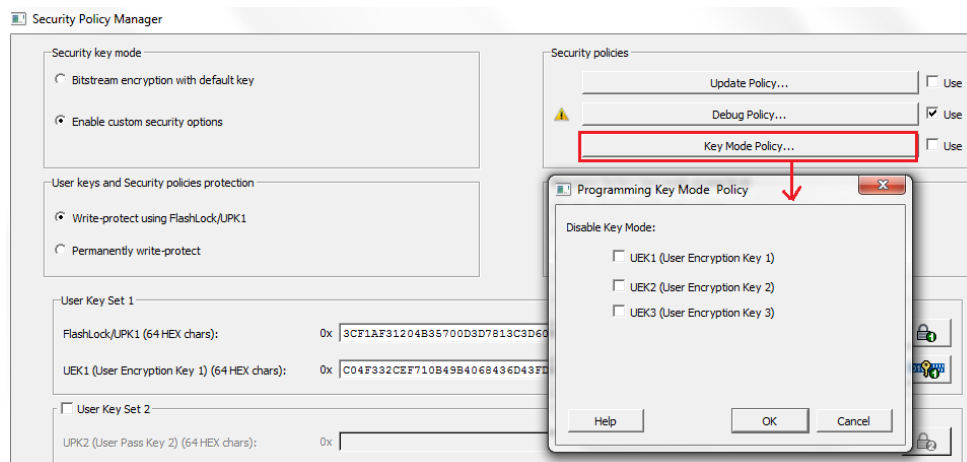 Security Policy Manager
Security key mode
Bitstream encryption with default key
Enable custom security options
Security policies
Update Policy...
Use
Debug Policy...
Use
Key Mode Policy...
Use
User keys and Security policies protection
Write-protect using FlashLock/UPK1
Permanently write-protect
Programming Key Mode Policy
Disable Key Mode:
UEK1 (User Encryption Key 1)
UEK2 (User Encryption Key 2)
UEK3 (User Encryption Key 3)
Help
OK
Cancel
User Key Set 1
FlashLock/UPK1 (64 HEX chars): 0x 3CF1AF31204B35700D3D7813C3D60
UEK1 (User Encryption Key 1) (64 HEX chars): 0x C04F332CEF710B49B4068436D43FD
User Key Set 2
UPK2 (User Pass Key 2) (64 HEX chars): 0x